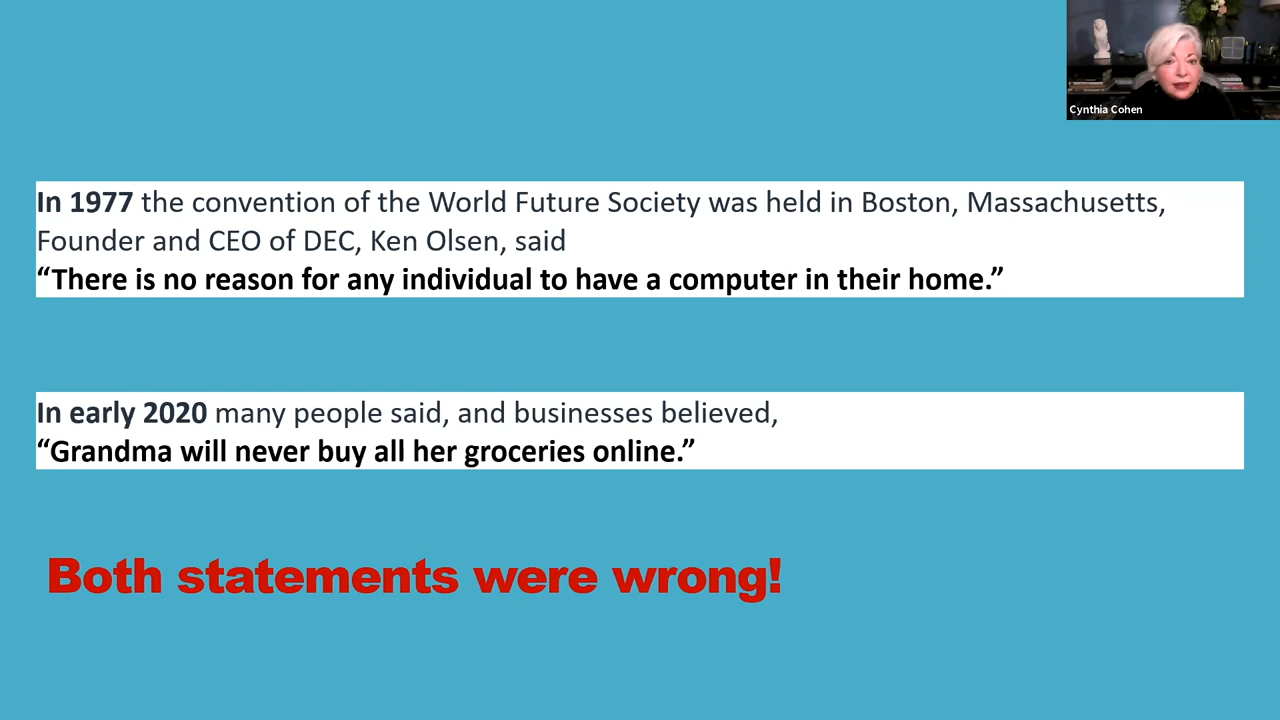 Cynthia Cohen
In 1977 the convention of the World Future Society was held in Boston, Massachusetts,
Founder and CEO of DEC, Ken Olsen, said
“There is no reason for any individual to have a computer in their home.”
In early 2020 many people said, and businesses believed,
“Grandma will never buy all her groceries online.”
Both statements were wrong!